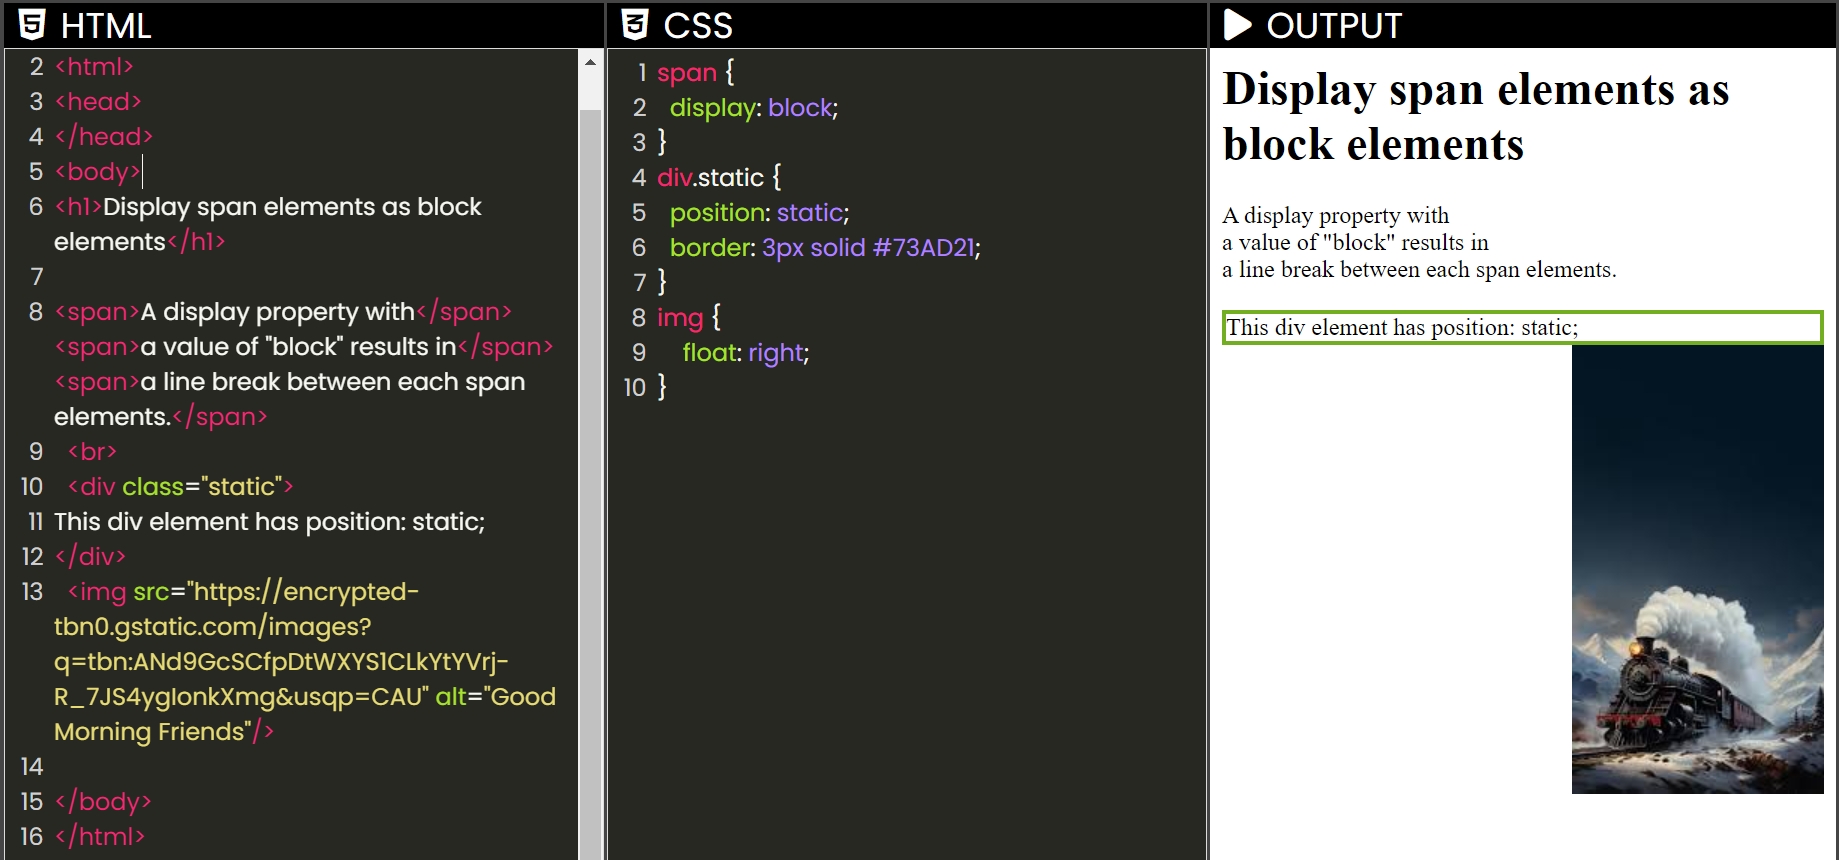 HTML
2 <html>
3 <head>
4 </head>
5 <body>
6 <h1>Display span elements as block
elements</h1>
7
8 <span>A display property with</span>
<span>a value of "block" results in</span>
<span>a line break between each span
elements.</span>
9 <br>
10 <div class="static">
11 This div element has position: static;
12 </div>
13 <img src="https://encrypted-
tbn0.gstatic.com/images?
q=tbn:ANd9GcSCfpDtWXYS1CLkYtYVrj-
R_7JS4yglonkXmg&usqp=CAU" alt="Good
Morning Friends"/>
14
15 </body>
16 </html>
CSS
1 span {
2 display: block;
3 }
4 div.static {
5 position: static;
6 border: 3px solid #73AD21;
7 }
8 img {
9 float: right;
10 }
OUTPUT
Display span elements as
block elements
A display property with
a value of "block" results in
a line break between each span elements.
This div element has position: static;